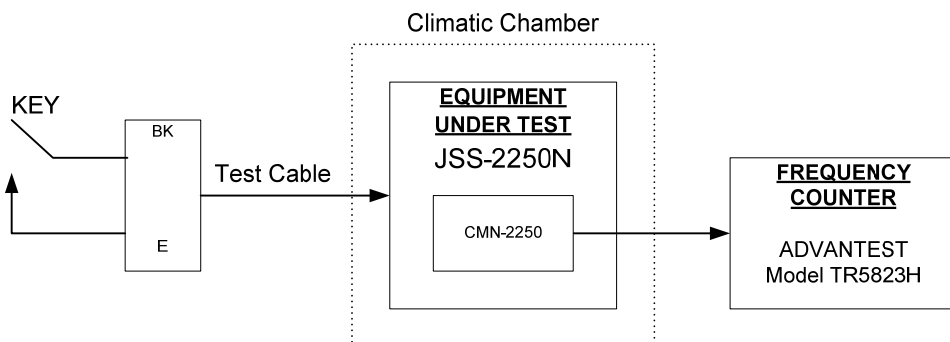 Climatic Chamber
KEY
BK
E
Test Cable
EQUIPMENT
UNDER TEST
JSS-2250N
CMN-2250
FREQUENCY
COUNTER
ADVANTEST
Model TR5823H